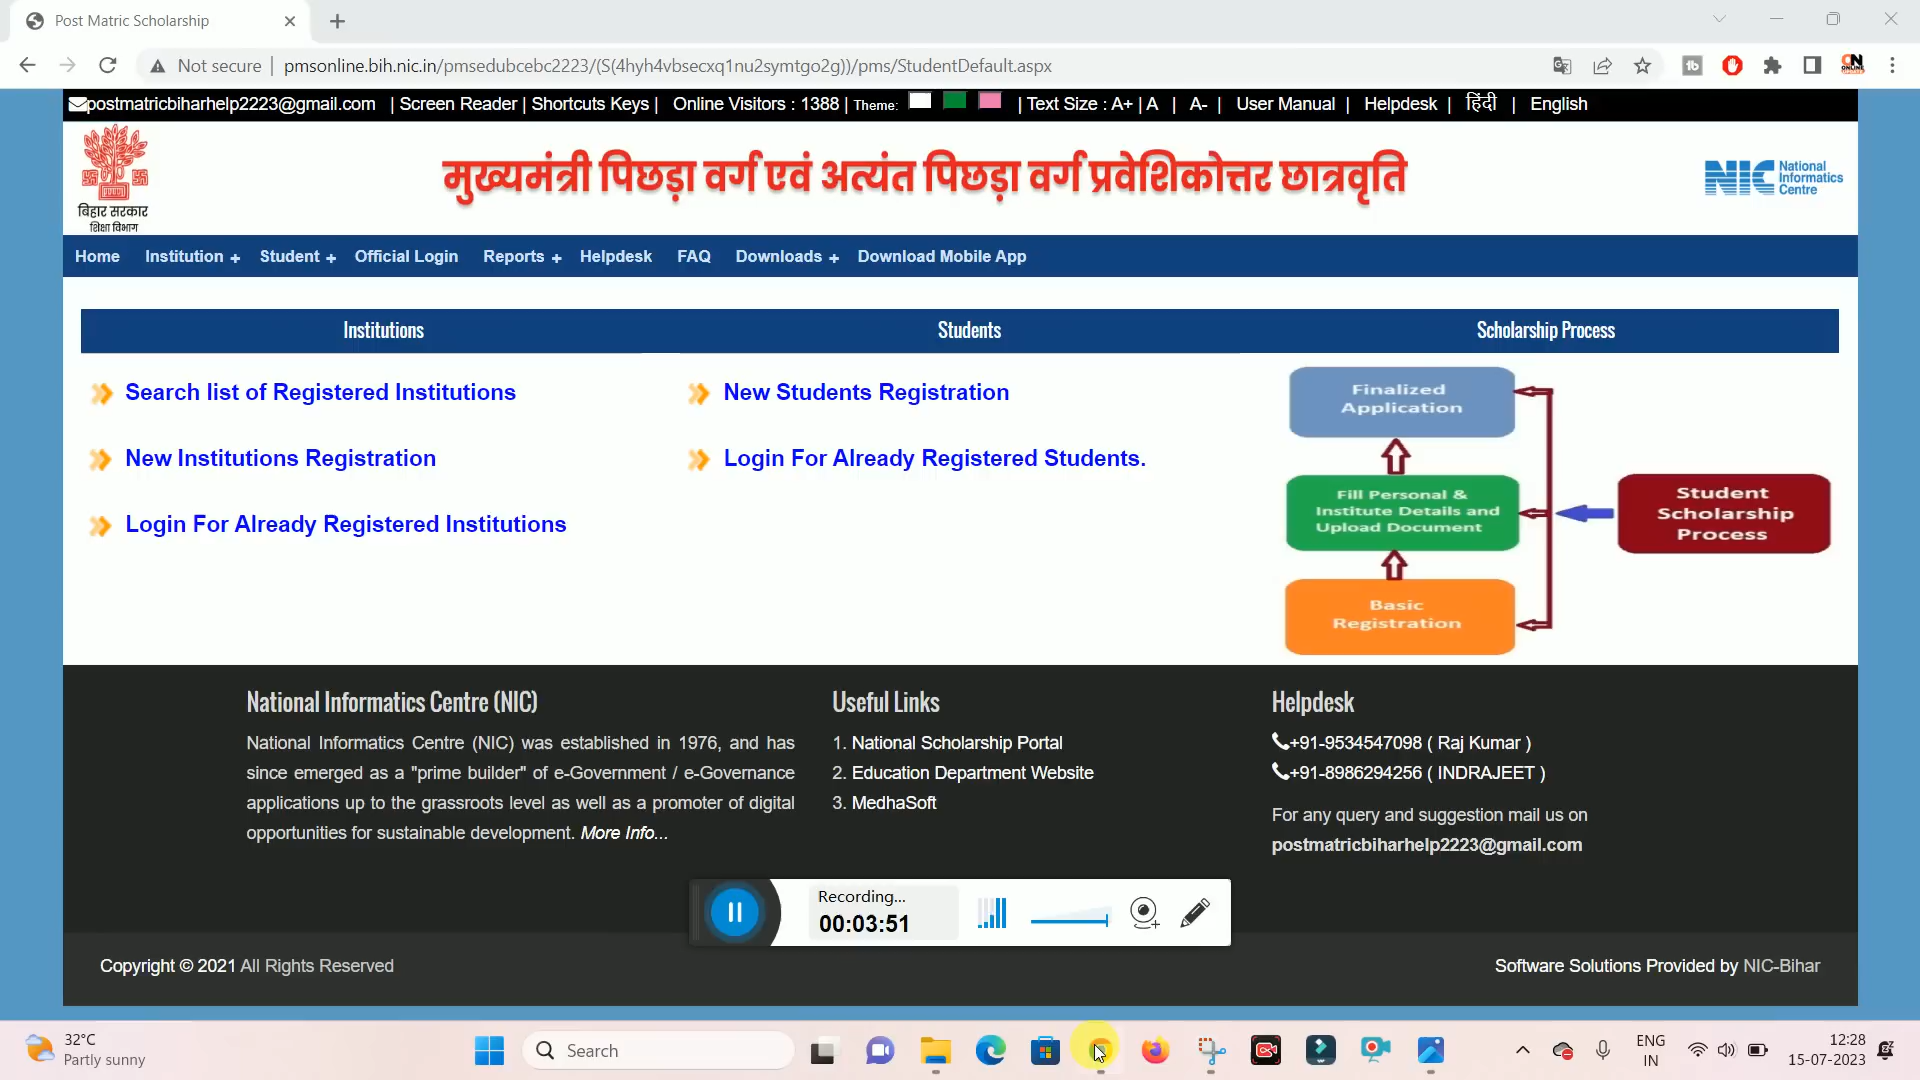 Post Matric Scholarship
Not secure | pmsonline.bih.nic.in/pmsedubcebc2223/(S(4hyh4vbsecxq1nu2symtgo2g))/pms/StudentDefault.aspx
postmatricbiharhelp2223@gmail.com | Screen Reader | Shortcuts Keys | Online Visitors : 1388 | Theme: | Text Size : A+ | A | A- | User Manual | Helpdesk | हिंदी | English
बिहार सरकार
शिक्षा विभाग
मुख्यमंत्री पिछड़ा वर्ग एवं अत्यंत पिछड़ा वर्ग प्रवेशिकोत्तर छात्रवृति
NIC National
Informatics
Centre
Home Institution + Student + Official Login Reports + Helpdesk FAQ Downloads + Download Mobile App
Institutions Students Scholarship Process
Search list of Registered Institutions
New Institutions Registration
Login For Already Registered Institutions
New Students Registration
Login For Already Registered Students.
Finalized
Application
Fill Personal &
Institute Details and
Upload Document
Basic
Registration
Student
Scholarship
Process
National Informatics Centre (NIC)
National Informatics Centre (NIC) was established in 1976, and has
since emerged as a "prime builder" of e-Government / e-Governance
applications up to the grassroots level as well as a promoter of digital
opportunities for sustainable development. More Info...
Useful Links
1. National Scholarship Portal
2. Education Department Website
3. MedhaSoft
Helpdesk
+91-9534547098 ( Raj Kumar )
+91-8986294256 ( INDRAJEET )
For any query and suggestion mail us on
postmatricbiharhelp2223@gmail.com
Recording...
00:03:51
Copyright © 2021 All Rights Reserved
Software Solutions Provided by NIC-Bihar
32°C
Partly sunny
Search
ENG
IN
12:28
15-07-2023